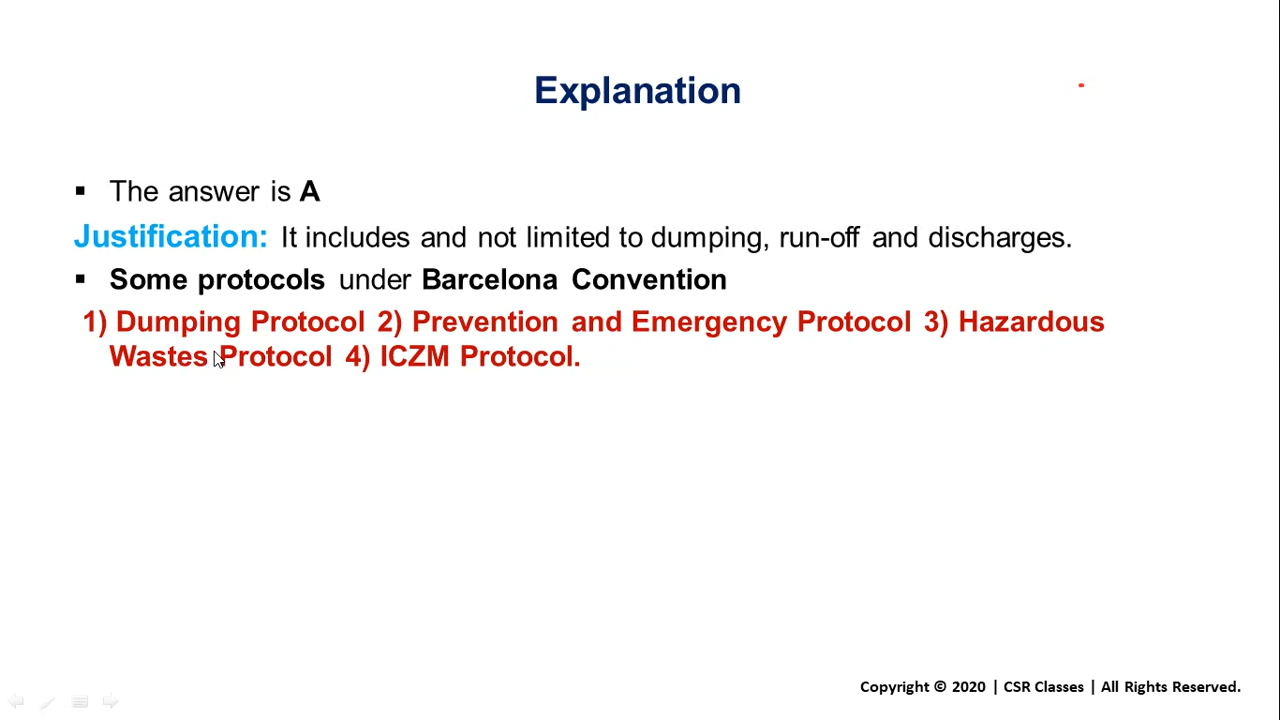 Explanation
▪ The answer is A
Justification: It includes and not limited to dumping, run-off and discharges.
▪ Some protocols under Barcelona Convention
1) Dumping Protocol 2) Prevention and Emergency Protocol 3) Hazardous
Wastes Protocol 4) ICZM Protocol.
Copyright © 2020 | CSR Classes | All Rights Reserved.